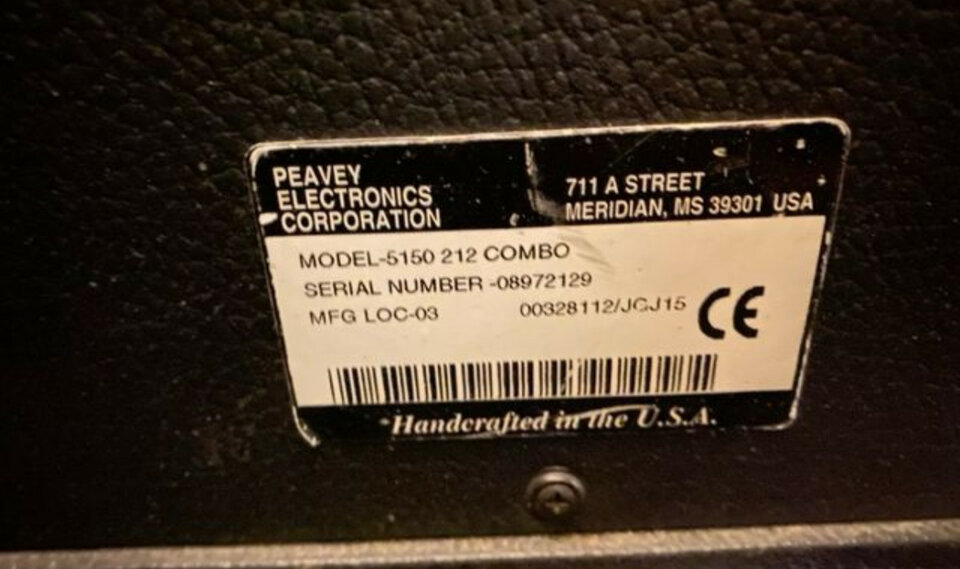 PEAVEY
ELECTRONICS
CORPORATION
711 A STREET
MERIDIAN, MS 39301 USA
MODEL-5150 212 COMBO
SERIAL NUMBER -08972129
MFG LOC-03 00328112/JGJ15
CE
Handcrafted in the U.S.A.